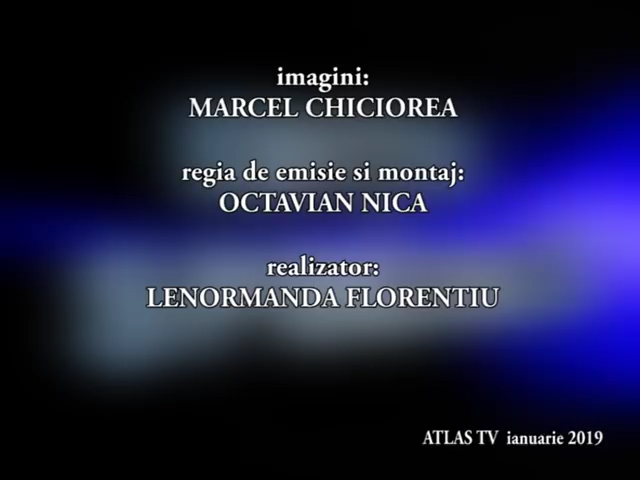 imagini:
MARCEL CHICIOREA
regia de emisie si montaj:
OCTAVIAN NICA
realizator:
LENORMANDA FLORENTIU
ATLAS TV ianuarie 2019